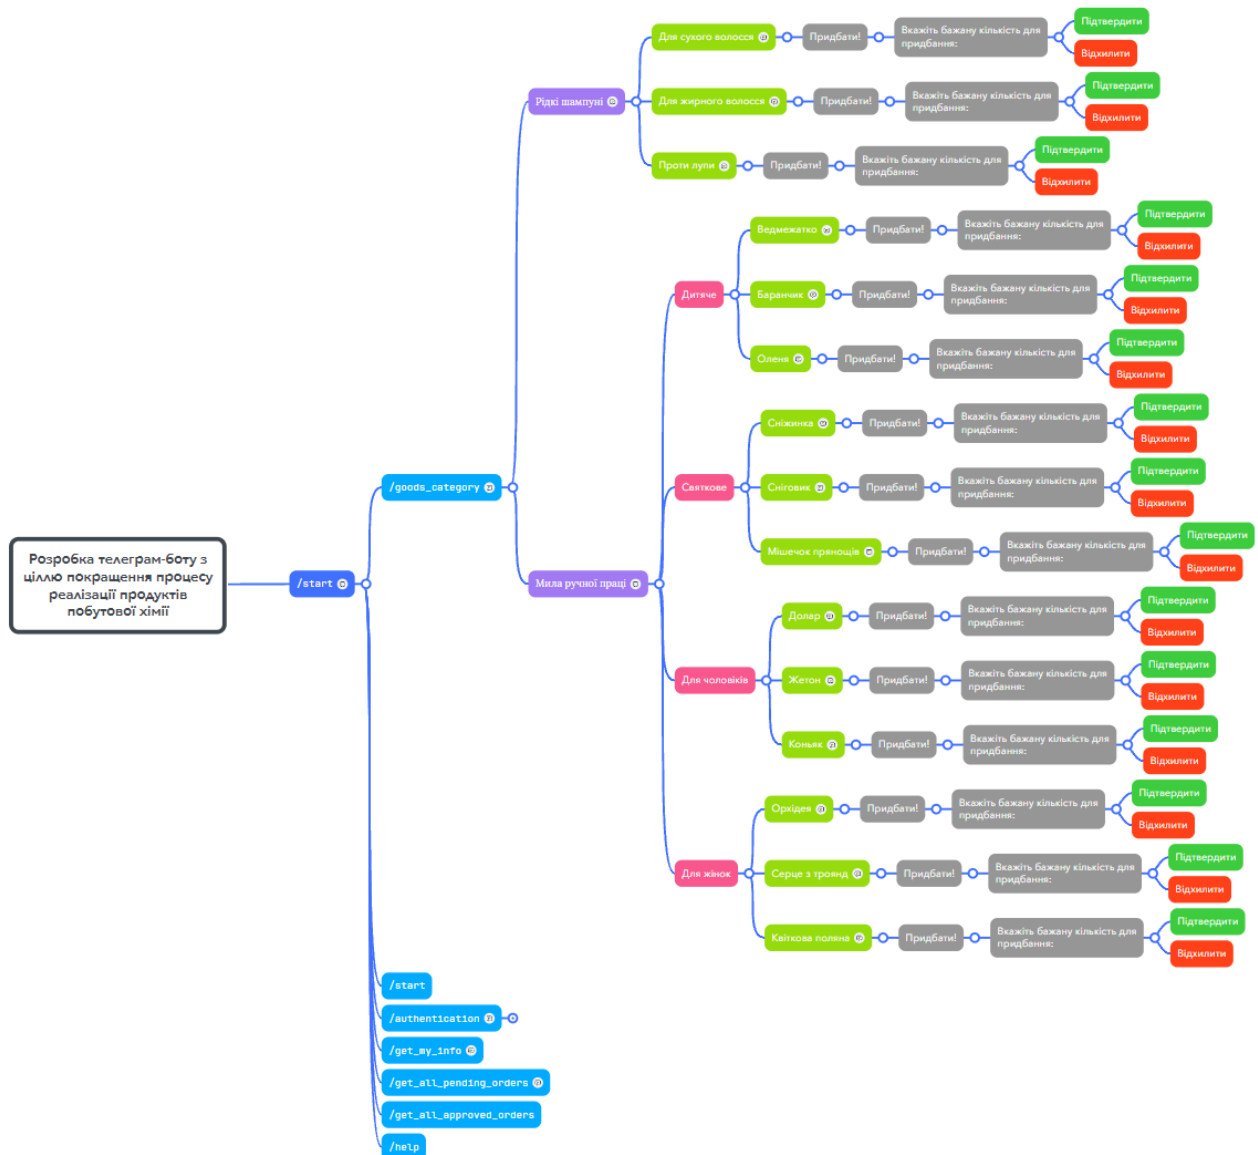 Розробка телеграм-боту з
ціллю покращення процесу
реалізації продуктів
побутової хімії
/start
/goods_category
Рідкі шампуні
Для сухого волосся
Придбати!
Вкажіть бажану кількість для
придбання:
Підтвердити
Відхилити
Для жирного волосся
Придбати!
Вкажіть бажану кількість для
придбання:
Підтвердити
Відхилити
Проти лупи
Придбати!
Вкажіть бажану кількість для
придбання:
Підтвердити
Відхилити
Мила ручної праці
Дитяче
Ведмежатко
Придбати!
Вкажіть бажану кількість для
придбання:
Підтвердити
Відхилити
Баранчик
Придбати!
Вкажіть бажану кількість для
придбання:
Підтвердити
Відхилити
Оленя
Придбати!
Вкажіть бажану кількість для
придбання:
Підтвердити
Відхилити
Святкове
Сніжинка
Придбати!
Вкажіть бажану кількість для
придбання:
Підтвердити
Відхилити
Сніговик
Придбати!
Вкажіть бажану кількість для
придбання:
Підтвердити
Відхилити
Мішечок прянощів
Придбати!
Вкажіть бажану кількість для
придбання:
Підтвердити
Відхилити
Для чоловіків
Долар
Придбати!
Вкажіть бажану кількість для
придбання:
Підтвердити
Відхилити
Жетон
Придбати!
Вкажіть бажану кількість для
придбання:
Підтвердити
Відхилити
Коньяк
Придбати!
Вкажіть бажану кількість для
придбання:
Підтвердити
Відхилити
Для жінок
Орхідея
Придбати!
Вкажіть бажану кількість для
придбання:
Підтвердити
Відхилити
Серце з троянд
Придбати!
Вкажіть бажану кількість для
придбання:
Підтвердити
Відхилити
Квіткова поляна
Придбати!
Вкажіть бажану кількість для
придбання:
Підтвердити
Відхилити
/start
/authentication
/get_my_info
/get_all_pending_orders
/get_all_approved_orders
/help